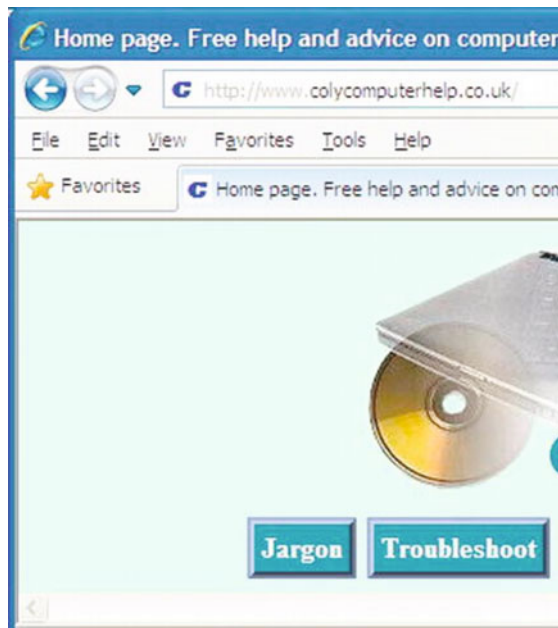 Home page. Free help and advice on computer
http://www.colycomputerhelp.co.uk/
File Edit View Favorites Tools Help
Favorites
Home page. Free help and advice on com
Jargon
Troubleshoot